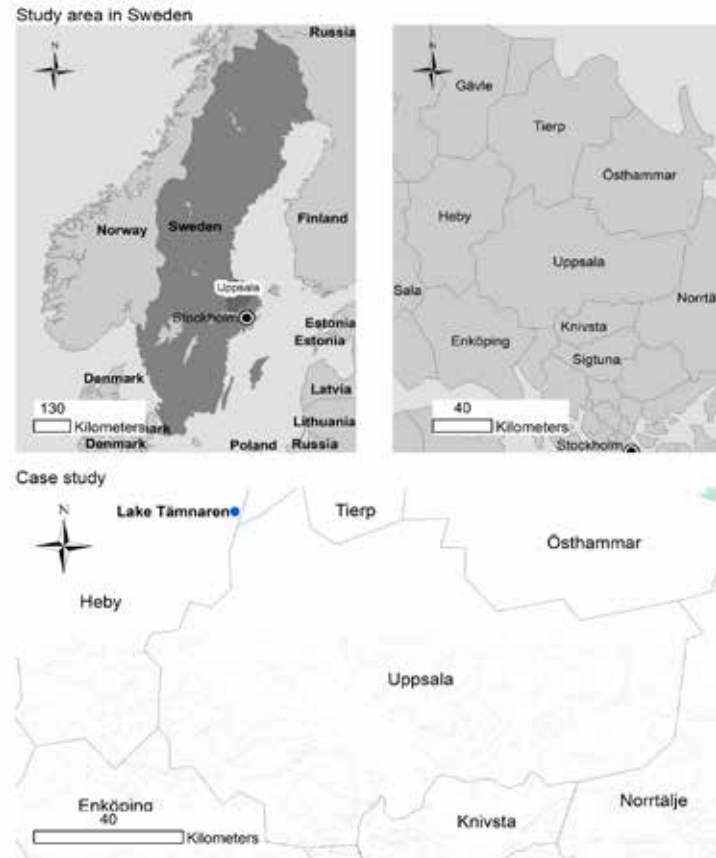 Study area in Sweden
N
Russia
Norway
Sweden
Finland
Uppsala
Stockholm
Estonia
Estonia
Denmark
Latvia
130
Kilometers
Lithuania
Denmark
Poland
Russia
N
Gävle
Tierp
Östhammar
Heby
Uppsala
Sala
Norrtä
Knivsta
Enköping
Sigtuna
40
Kilometers
Stockholm
Case study
N
Lake Tämnaren
Tierp
Östhammar
Heby
Uppsala
Enköping
Norrtälje
40
Knivsta
Kilometers